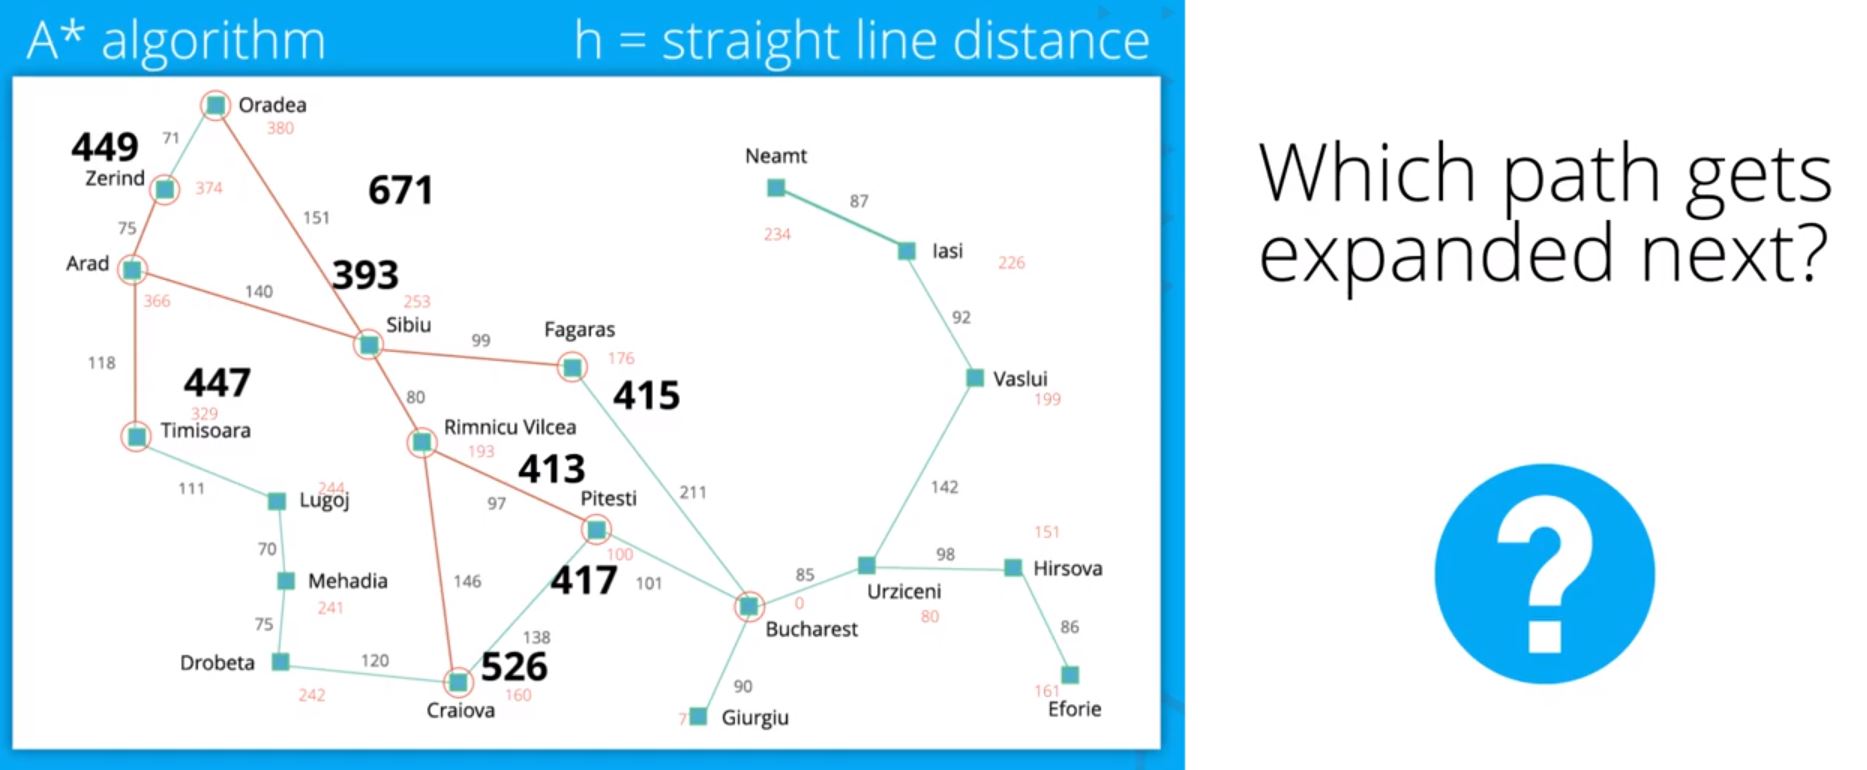 A* algorithm
h = straight line distance
Oradea
380
71
449
Zerind
374
671
151
75
Arad
366
140
393
253
Sibiu
99
Fagaras
176
415
118
447
329
Timisoara
80
Rimnicu Vilcea
193
413
Pitesti
97
100
417
101
211
111
244
Lugoj
70
Mehadia
241
75
Drobeta
242
120
146
138
526
160
Craiova
Neamt
234
87
Iasi
226
92
Vaslui
199
142
85
0
Bucharest
Urziceni
80
98
151
Hirsova
86
161
Eforie
90
7
Giurgiu
Which path gets
expanded next?
?